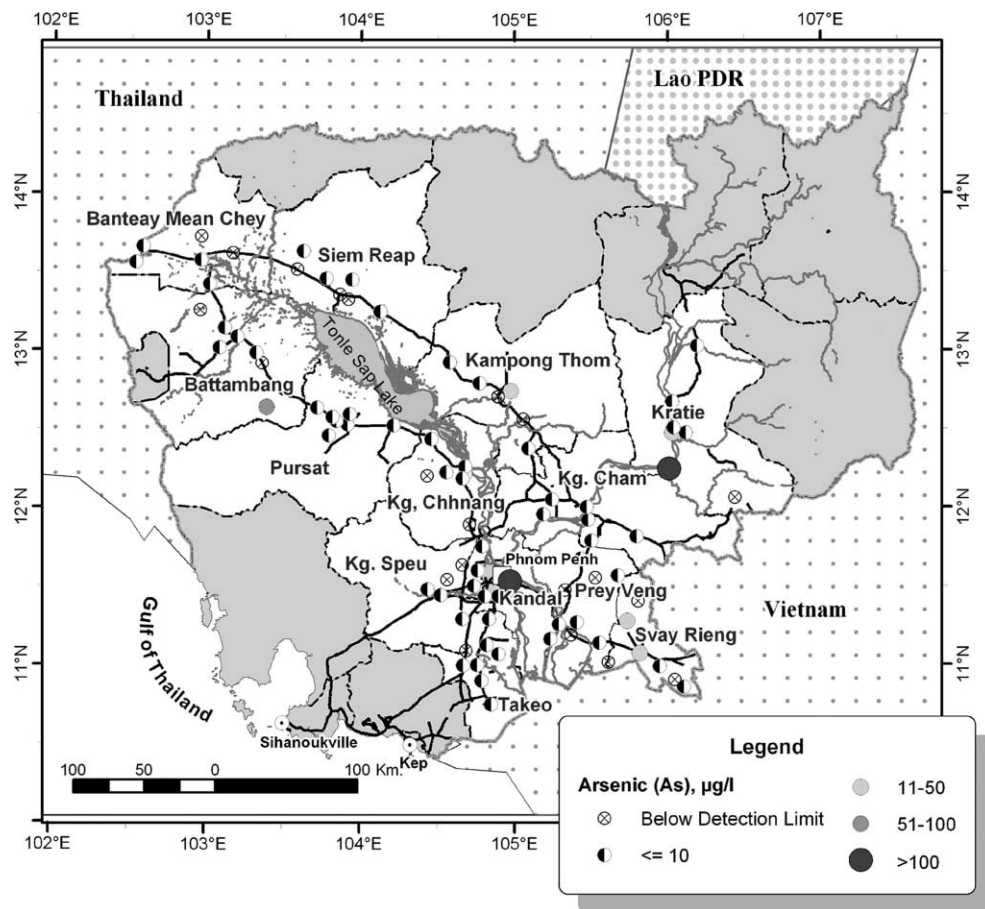 102°E 103°E 104°E 105°E 106°E 107°E
Thailand
Lao PDR
14°N
14°N
Banteay Mean Chey
Siem Reap
13°N
13°N
Tonle Sap Lake
Kampong Thom
Battambang
Kratie
Pursat
Kg. Cham
Kg, Chhnang
12°N
12°N
Kg. Speu
Phnom Penh
Kandal
Prey Veng
Vietnam
Svay Rieng
11°N
11°N
Gulf of Thailand
Takeo
Sihanoukville
Kep
100 50 0 100 Km.
Legend
Arsenic (As), µg/l
Below Detection Limit
<= 10
11-50
51-100
>100
102°E 103°E 104°E 105°E